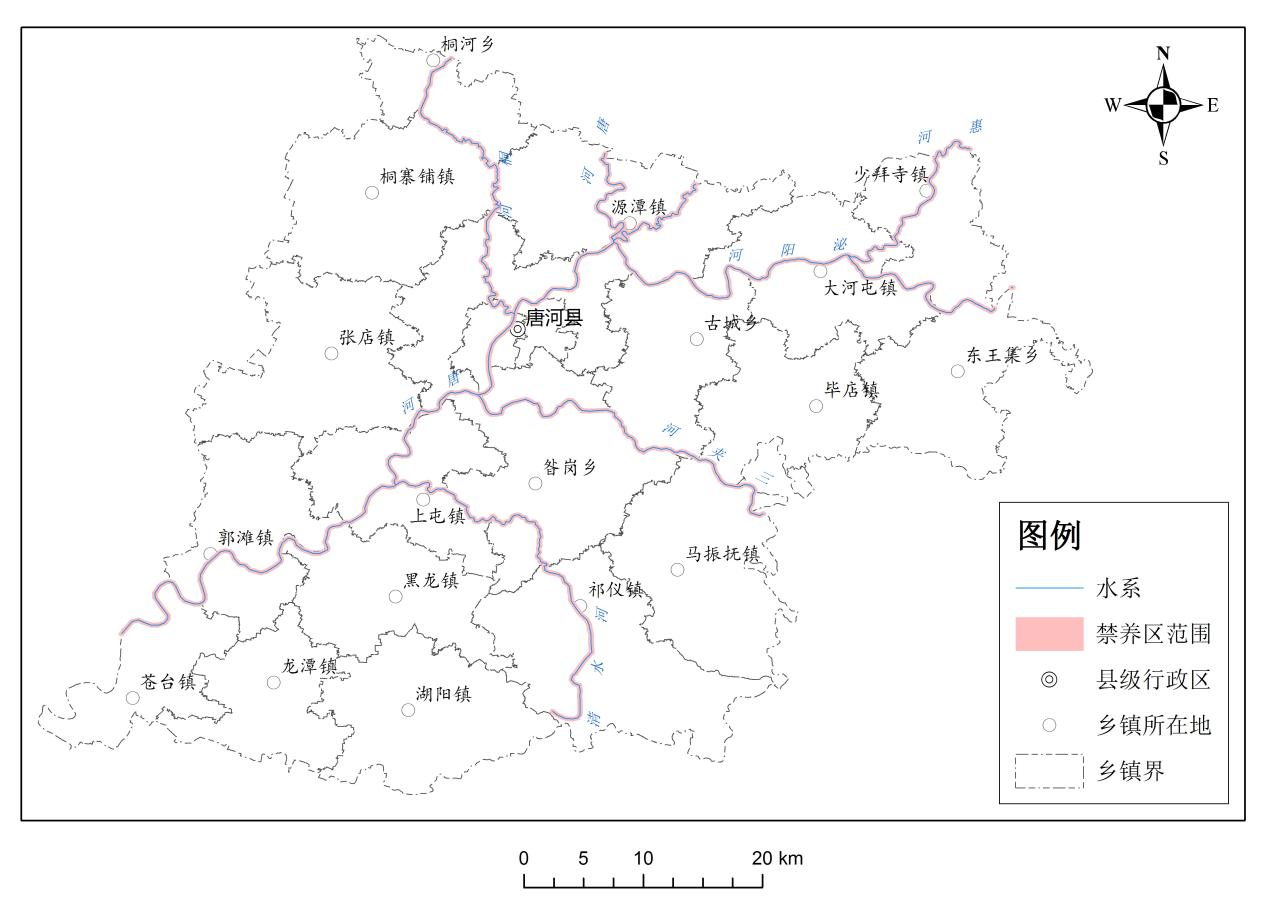 桐河乡
N
W
E
S
唐
河
惠
河
少拜寺镇
桐寨铺镇
源潭镇
河
阳
泌
大河屯镇
唐河县
古城乡
张店镇
东王集乡
唐
河
毕店镇
河
夹
三
昝岗乡
上屯镇
郭滩镇
马振抚镇
黑龙镇
祁仪镇
河
水
清
苍台镇
龙潭镇
湖阳镇
图例
水系
禁养区范围
县级行政区
乡镇所在地
乡镇界
0 5 10 20 km